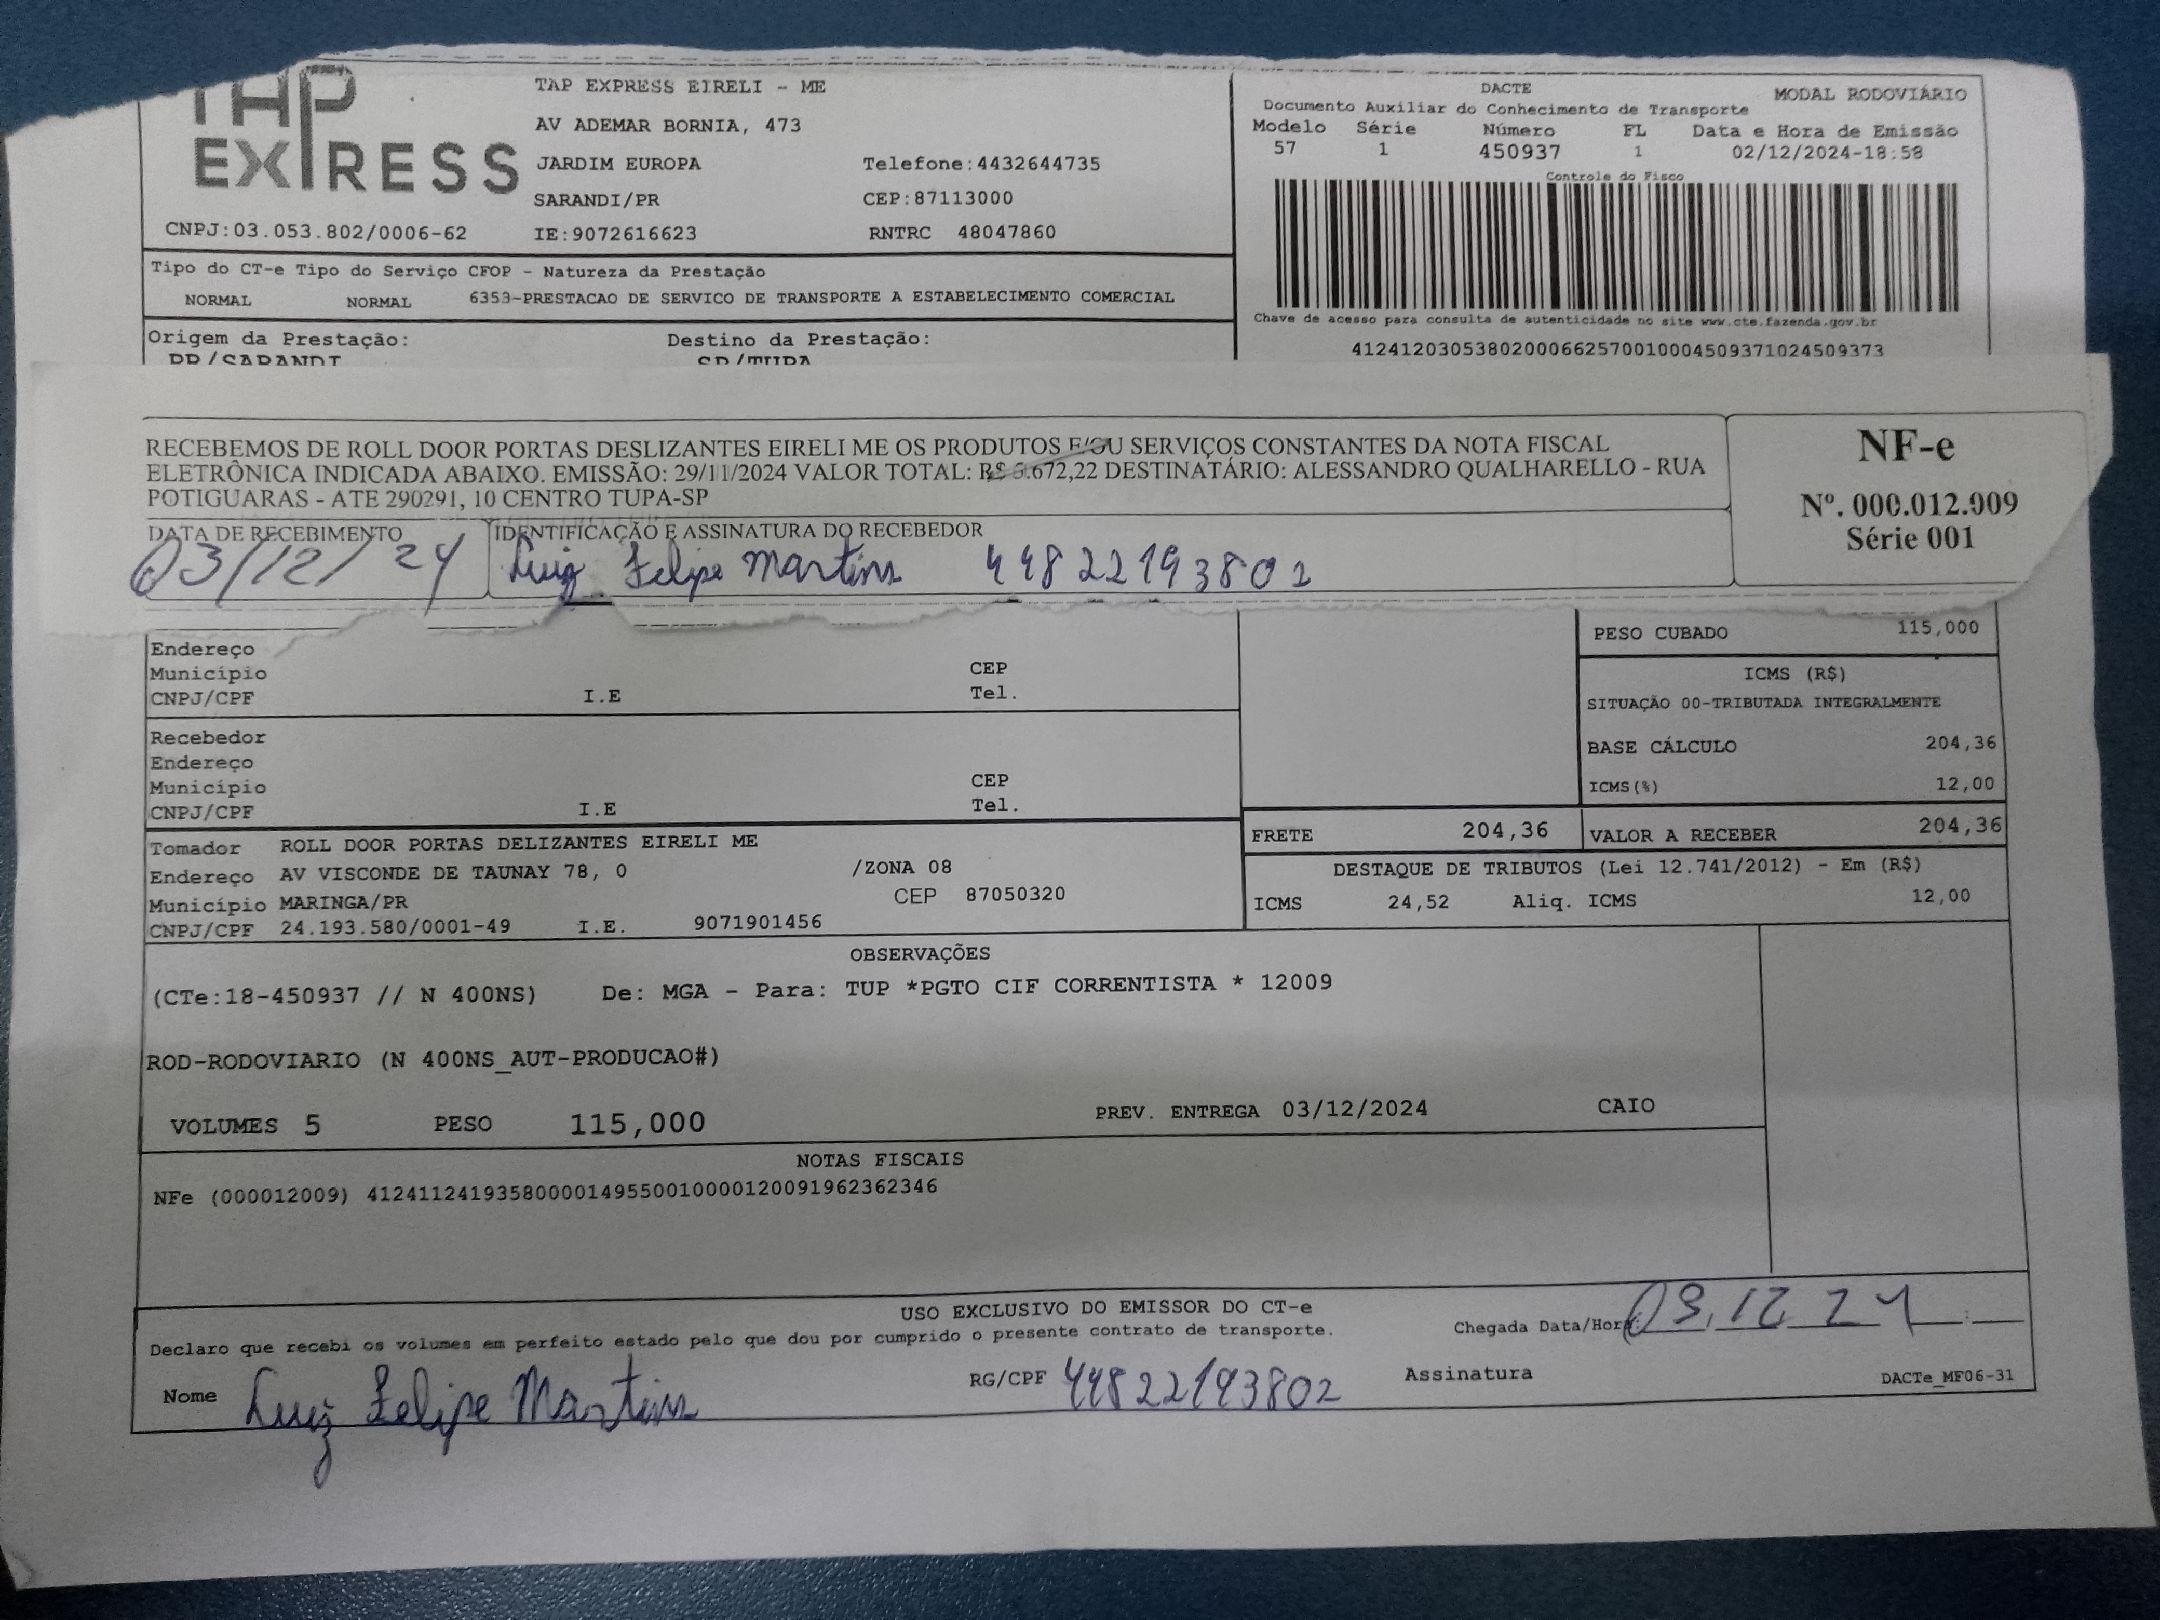 TAP
EXPRESS
TAP EXPRESS EIRELI - ME
AV ADEMAR BORNIA, 473
JARDIM EUROPA Telefone:4432644735
SARANDI/PR CEP:87113000
CNPJ:03.053.802/0006-62 IE:9072616623 RNTRC 48047860
DACTE MODAL RODOVIÁRIO
Documento Auxiliar do Conhecimento de Transporte
Modelo Série Número FL Data e Hora de Emissão
57 1 450937 1 02/12/2024-18:58
Controle do Fisco
Chave de acesso para consulta de autenticidade no site www.cte.fazenda.gov.br
41241203053802000662570010004509371024509373
Tipo do CT-e Tipo do Serviço CFOP - Natureza da Prestação
NORMAL NORMAL 6353-PRESTACAO DE SERVICO DE TRANSPORTE A ESTABELECIMENTO COMERCIAL
Origem da Prestação: Destino da Prestação:
PR/SARANDI SP/TUPA
RECEBEMOS DE ROLL DOOR PORTAS DESLIZANTES EIRELI ME OS PRODUTOS E/OU SERVIÇOS CONSTANTES DA NOTA FISCAL
ELETRÔNICA INDICADA ABAIXO. EMISSÃO: 29/11/2024 VALOR TOTAL: R$ DESTINATÁRIO: ALESSANDRO QUALHARELLO - RUA
POTIGUARAS - ATE 290291, 10 CENTRO TUPA-SP
NF-e
Nº. 000.012.009
Série 001
DATA DE RECEBIMENTO IDENTIFICAÇÃO E ASSINATURA DO RECEBEDOR
03/12/24 Luiz Felipe Martins 44822193802
Endereço
Município CEP
CNPJ/CPF I.E Tel.
Recebedor
Endereço
Município CEP
CNPJ/CPF I.E Tel.
PESO CUBADO 115,000
ICMS (R$)
SITUAÇÃO 00-TRIBUTADA INTEGRALMENTE
BASE CÁLCULO 204,36
ICMS(%) 12,00
FRETE 204,36 VALOR A RECEBER 204,36
DESTAQUE DE TRIBUTOS (Lei 12.741/2012) - Em (R$)
ICMS 24,52 Aliq. ICMS 12,00
Tomador ROLL DOOR PORTAS DELIZANTES EIRELI ME
Endereço AV VISCONDE DE TAUNAY 78, 0 /ZONA 08
Município MARINGA/PR CEP 87050320
CNPJ/CPF 24.193.580/0001-49 I.E. 9071901456
OBSERVAÇÕES
(CTe:18-450937 // N 400NS) De: MGA - Para: TUP *PGTO CIF CORRENTISTA * 12009
ROD-RODOVIARIO (N 400NS_AUT-PRODUCAO#)
VOLUMES 5 PESO 115,000 PREV. ENTREGA 03/12/2024 CAIO
NOTAS FISCAIS
NFe (000012009) 41241124193580000149550010000120091962362346
USO EXCLUSIVO DO EMISSOR DO CT-e
Declaro que recebi os volumes em perfeito estado pelo que dou por cumprido o presente contrato de transporte. Chegada Data/Hora: 03.12 24
Nome Luiz Felipe Martins RG/CPF 44822193802 Assinatura DACTe_MF06-31